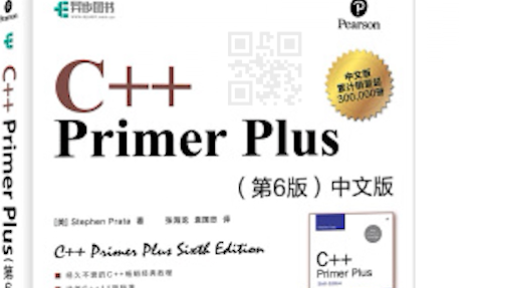 异步图书
Pearson
C++
Primer Plus
中文版
累计销量超
300,000册
(第6版)中文版
[美] Stephen Prata 著 张海龙 袁国忠 译
C++ Primer Plus Sixth Edition
C++
Primer Plus
C++ Primer Plus(第6